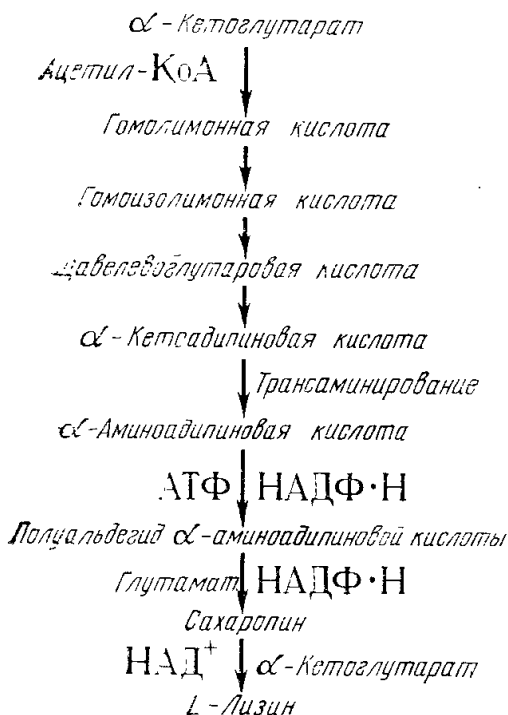 α-Кетоглутарат
Ацетил-КоА
Гомолимонная кислота
Гомоизолимонная кислота
Щавелевоглутаровая кислота
α-Кетоадипиновая кислота
Трансаминирование
α-Аминоадипиновая кислота
АТФ НАДФ·Н
Полуальдегид α-аминоадипиновой кислоты
Глутамат НАДФ·Н
Сахаропин
НАД⁺ α-Кетоглутарат
L-Лизин